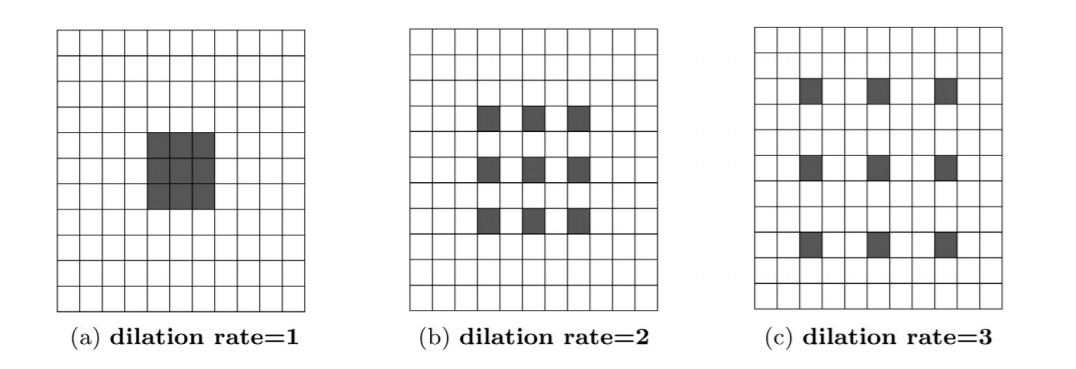 (a) dilation rate=1
(b) dilation rate=2
(c) dilation rate=3